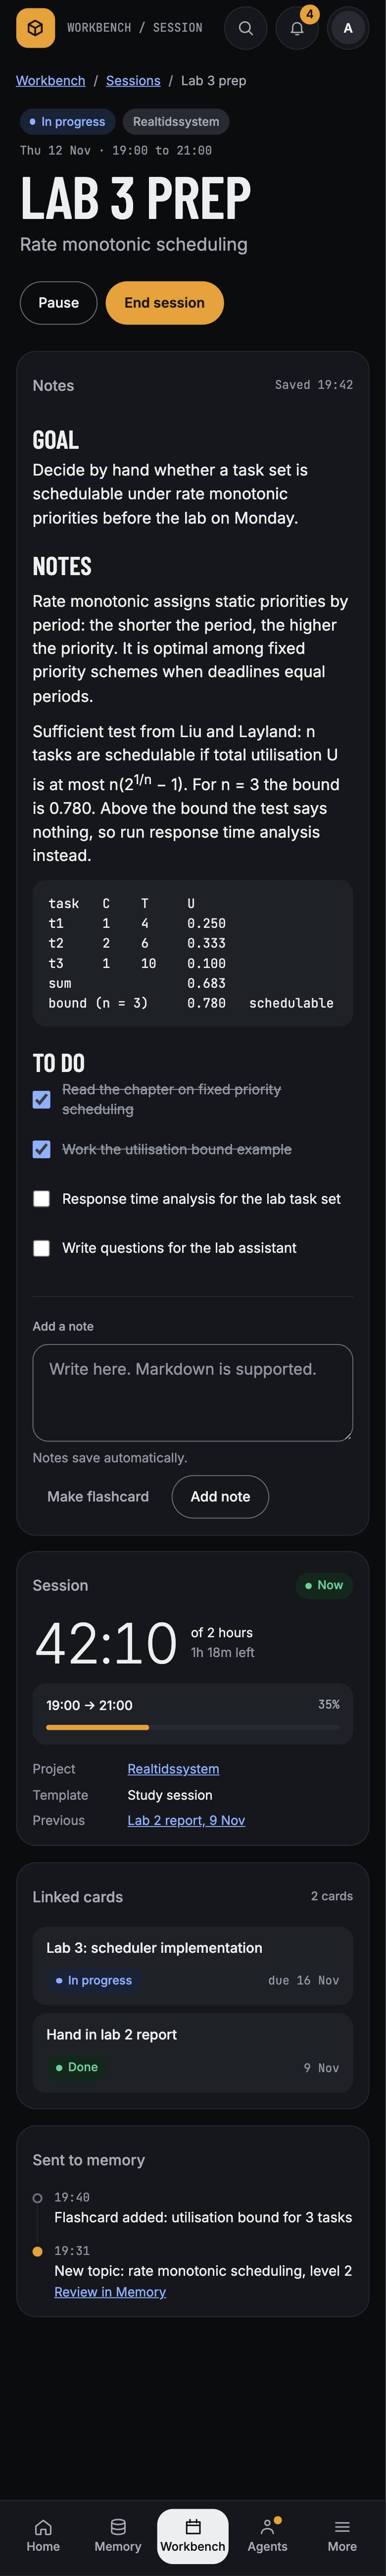 WORKBENCH / SESSION
4
A
Workbench / Sessions / Lab 3 prep
In progress
Realtidssystem
Thu 12 Nov · 19:00 to 21:00
LAB 3 PREP
Rate monotonic scheduling
Pause
End session
Notes
Saved 19:42
GOAL
Decide by hand whether a task set is
schedulable under rate monotonic
priorities before the lab on Monday.
NOTES
Rate monotonic assigns static priorities by
period: the shorter the period, the higher
the priority. It is optimal among fixed
priority schemes when deadlines equal
periods.
Sufficient test from Liu and Layland: n
tasks are schedulable if total utilisation U
is at most n(2^1/n − 1). For n = 3 the bound
is 0.780. Above the bound the test says
nothing, so run response time analysis
instead.
task C T U
t1 1 4 0.250
t2 2 6 0.333
t3 1 10 0.100
sum 0.683
bound (n = 3) 0.780 schedulable
TO DO
Read the chapter on fixed priority
scheduling
Work the utilisation bound example
Response time analysis for the lab task set
Write questions for the lab assistant
Add a note
Write here. Markdown is supported.
Notes save automatically.
Make flashcard
Add note
Session
Now
42:10
of 2 hours
1h 18m left
19:00 → 21:00
35%
Project Realtidssystem
Template Study session
Previous Lab 2 report, 9 Nov
Linked cards
2 cards
Lab 3: scheduler implementation
In progress
due 16 Nov
Hand in lab 2 report
Done
9 Nov
Sent to memory
19:40
Flashcard added: utilisation bound for 3 tasks
19:31
New topic: rate monotonic scheduling, level 2
Review in Memory
Home
Memory
Workbench
Agents
More